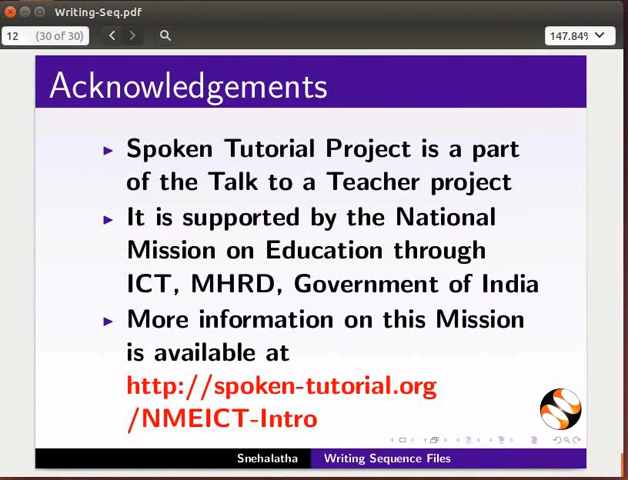 Writing-Seq.pdf
12 (30 of 30) 147.84%
Acknowledgements
Spoken Tutorial Project is a part
of the Talk to a Teacher project
It is supported by the National
Mission on Education through
ICT, MHRD, Government of India
More information on this Mission
is available at
http://spoken-tutorial.org
/NMEICT-Intro
Snehalatha Writing Sequence Files